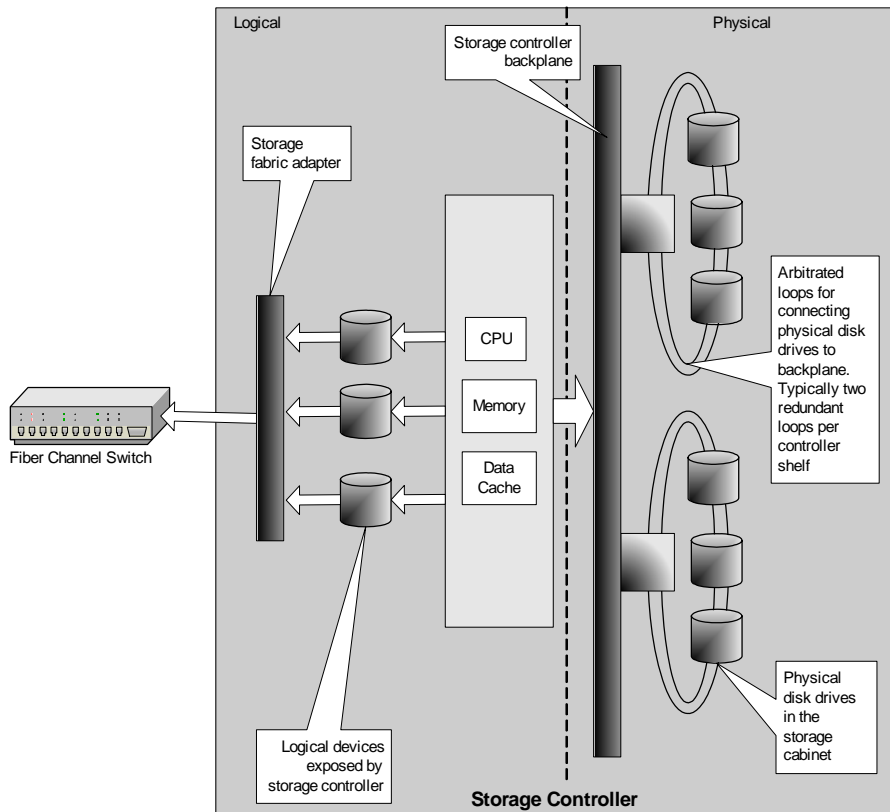 Logical
Physical
Storage controller
backplane
Storage
fabric adapter
Arbitrated
loops for
connecting
physical disk
drives to
backplane.
Typically two
redundant
loops per
controller
shelf
CPU
Memory
Data
Cache
Fiber Channel Switch
Physical
disk drives
in the
storage
cabinet
Logical devices
exposed by
storage controller
Storage Controller